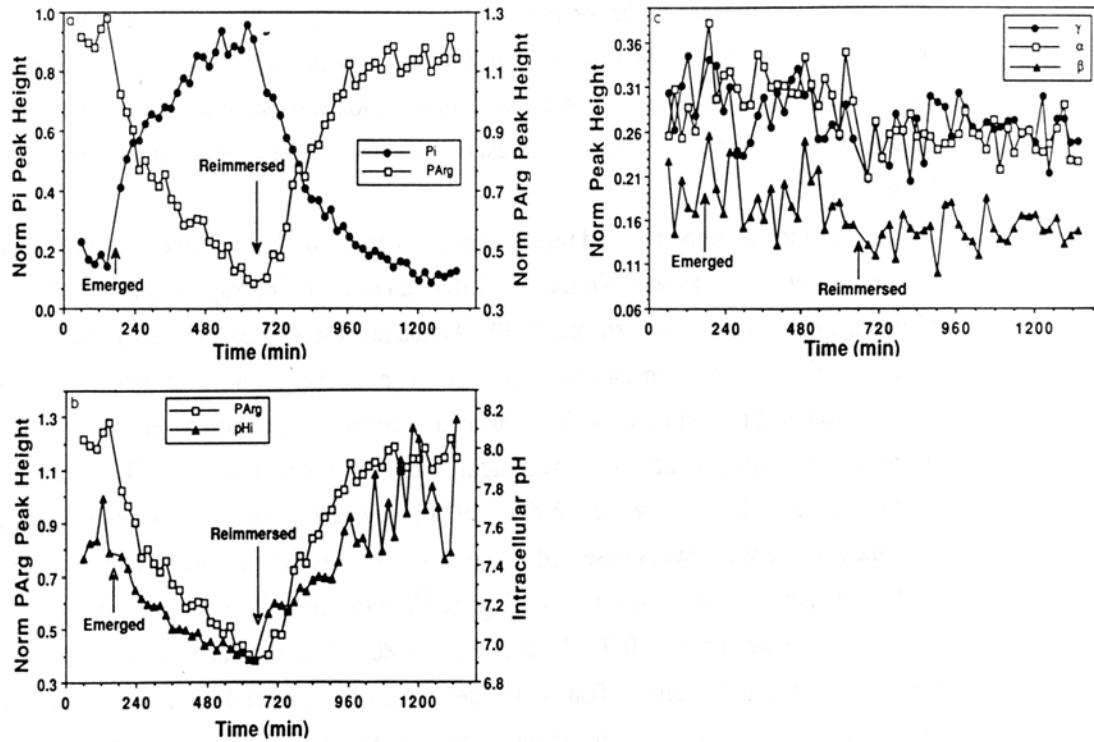 a
Norm Pi Peak Height
1.0
0.8
0.6
0.4
0.2
0.0
1.3
1.1
0.9
0.7
0.5
0.3
Norm PArg Peak Height
Pi
PArg
Reimmersed
Emerged
0 240 480 720 960 1200
Time (min)
c
Norm Peak Height
0.36
0.31
0.26
0.21
0.16
0.11
0.06
γ
α
β
Emerged
Reimmersed
0 240 480 720 960 1200
Time (min)
b
Norm PArg Peak Height
1.3
1.1
0.9
0.7
0.5
0.3
8.2
8.0
7.8
7.6
7.4
7.2
7.0
6.8
Intracellular pH
PArg
pHi
Reimmersed
Emerged
0 240 480 720 960 1200
Time (min)